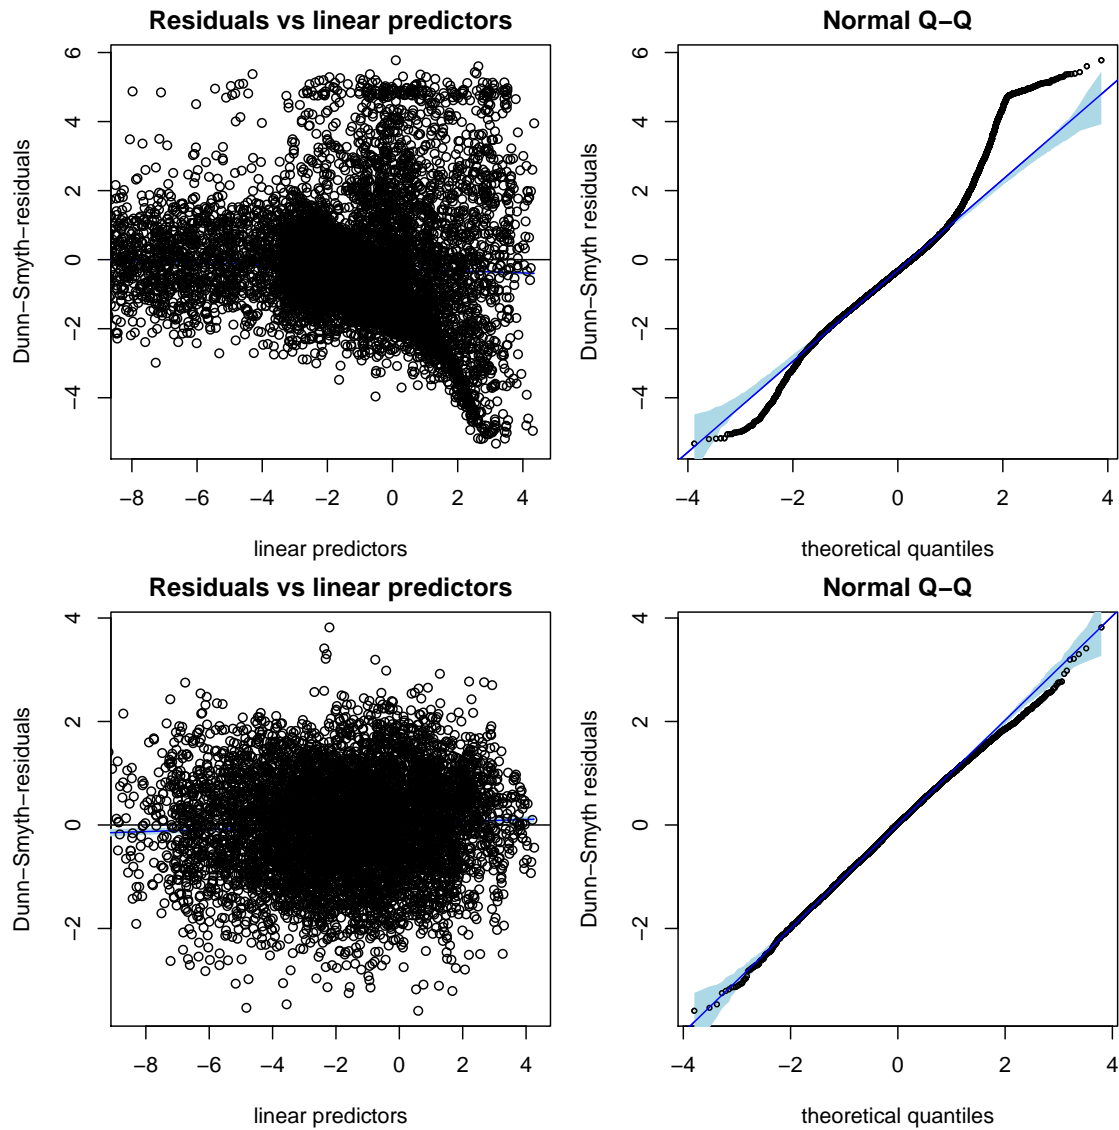 Residuals vs linear predictors
Dunn−Smyth−residuals
6
4
2
0
−2
−4
−8 −6 −4 −2 0 2 4
linear predictors
Normal Q−Q
Dunn−Smyth residuals
6
4
2
0
−2
−4
−4 −2 0 2 4
theoretical quantiles
Residuals vs linear predictors
Dunn−Smyth−residuals
4
2
0
−2
−8 −6 −4 −2 0 2 4
linear predictors
Normal Q−Q
Dunn−Smyth residuals
4
2
0
−2
−4 −2 0 2 4
theoretical quantiles